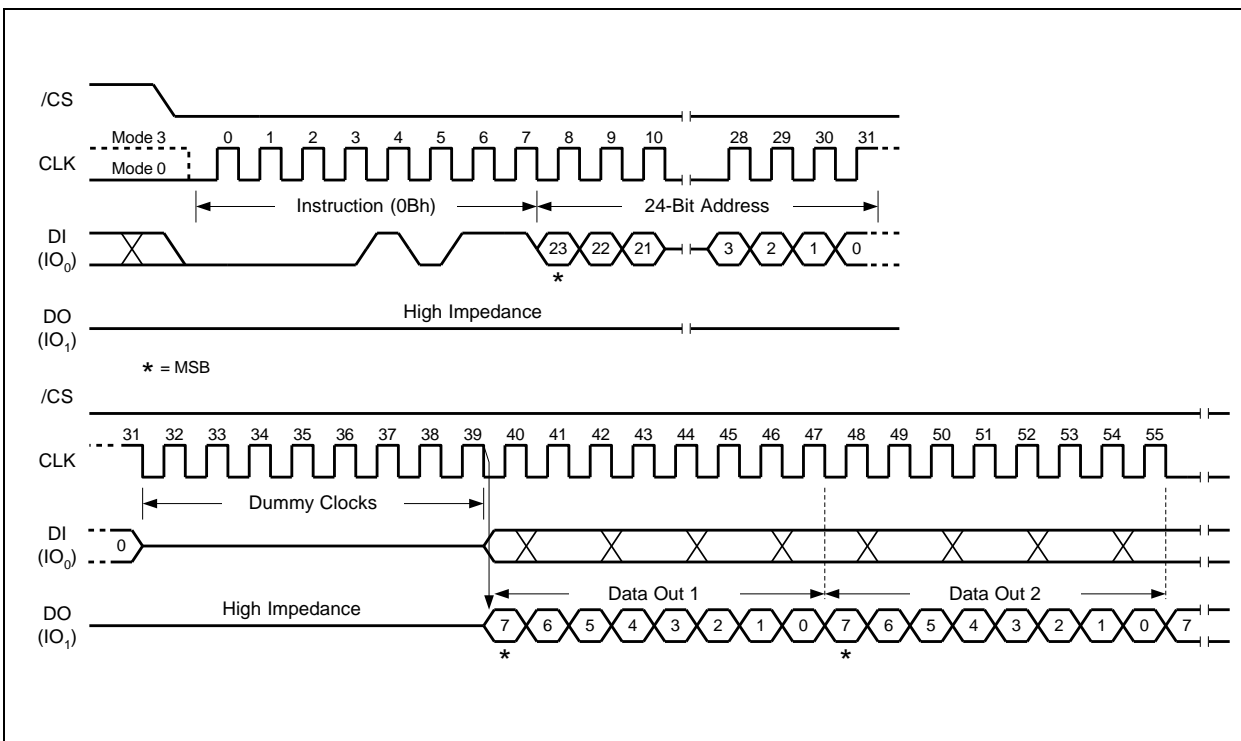 /CS
Mode 3 0 1 2 3 4 5 6 7 8 9 10 28 29 30 31
CLK Mode 0
Instruction (0Bh) 24-Bit Address
DI
(IO0) 23 22 21 3 2 1 0
*
High Impedance
DO
(IO1)
* = MSB
/CS
31 32 33 34 35 36 37 38 39 40 41 42 43 44 45 46 47 48 49 50 51 52 53 54 55
CLK
Dummy Clocks
DI
(IO0) 0
Data Out 1 Data Out 2
High Impedance
DO
(IO1) 7 6 5 4 3 2 1 0 7 6 5 4 3 2 1 0 7
* *